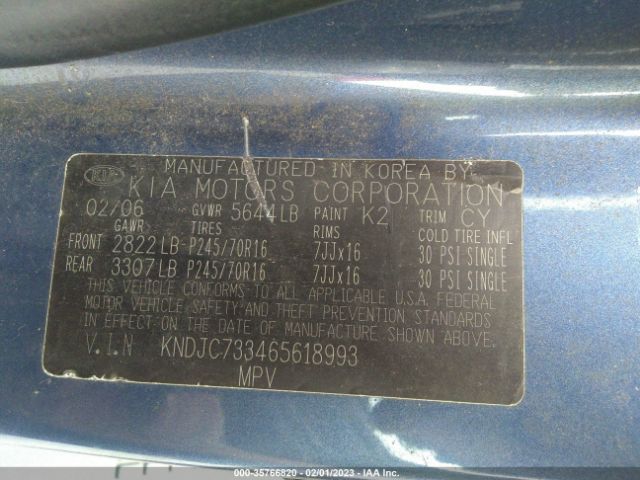 MANUFACTURED IN KOREA BY
KIA KIA MOTORS CORPORATION
02/06 GVWR 5644LB PAINT K2 TRIM CY
GAWR TIRES RIMS COLD TIRE INFL
FRONT 2822LB-P245/70R16 7JJx16 30 PSI SINGLE
REAR 3307LB P245/70R16 7JJx16 30 PSI SINGLE
THIS VEHICLE CONFORMS TO ALL APPLICABLE U.S.A. FEDERAL
MOTOR VEHICLE SAFETY AND THEFT PREVENTION STANDARDS
IN EFFECT ON THE DATE OF MANUFACTURE SHOWN ABOVE.
V.I.N KNDJC733465618993
MPV
000-35756820 - 02/01/2023 - IAA Inc.